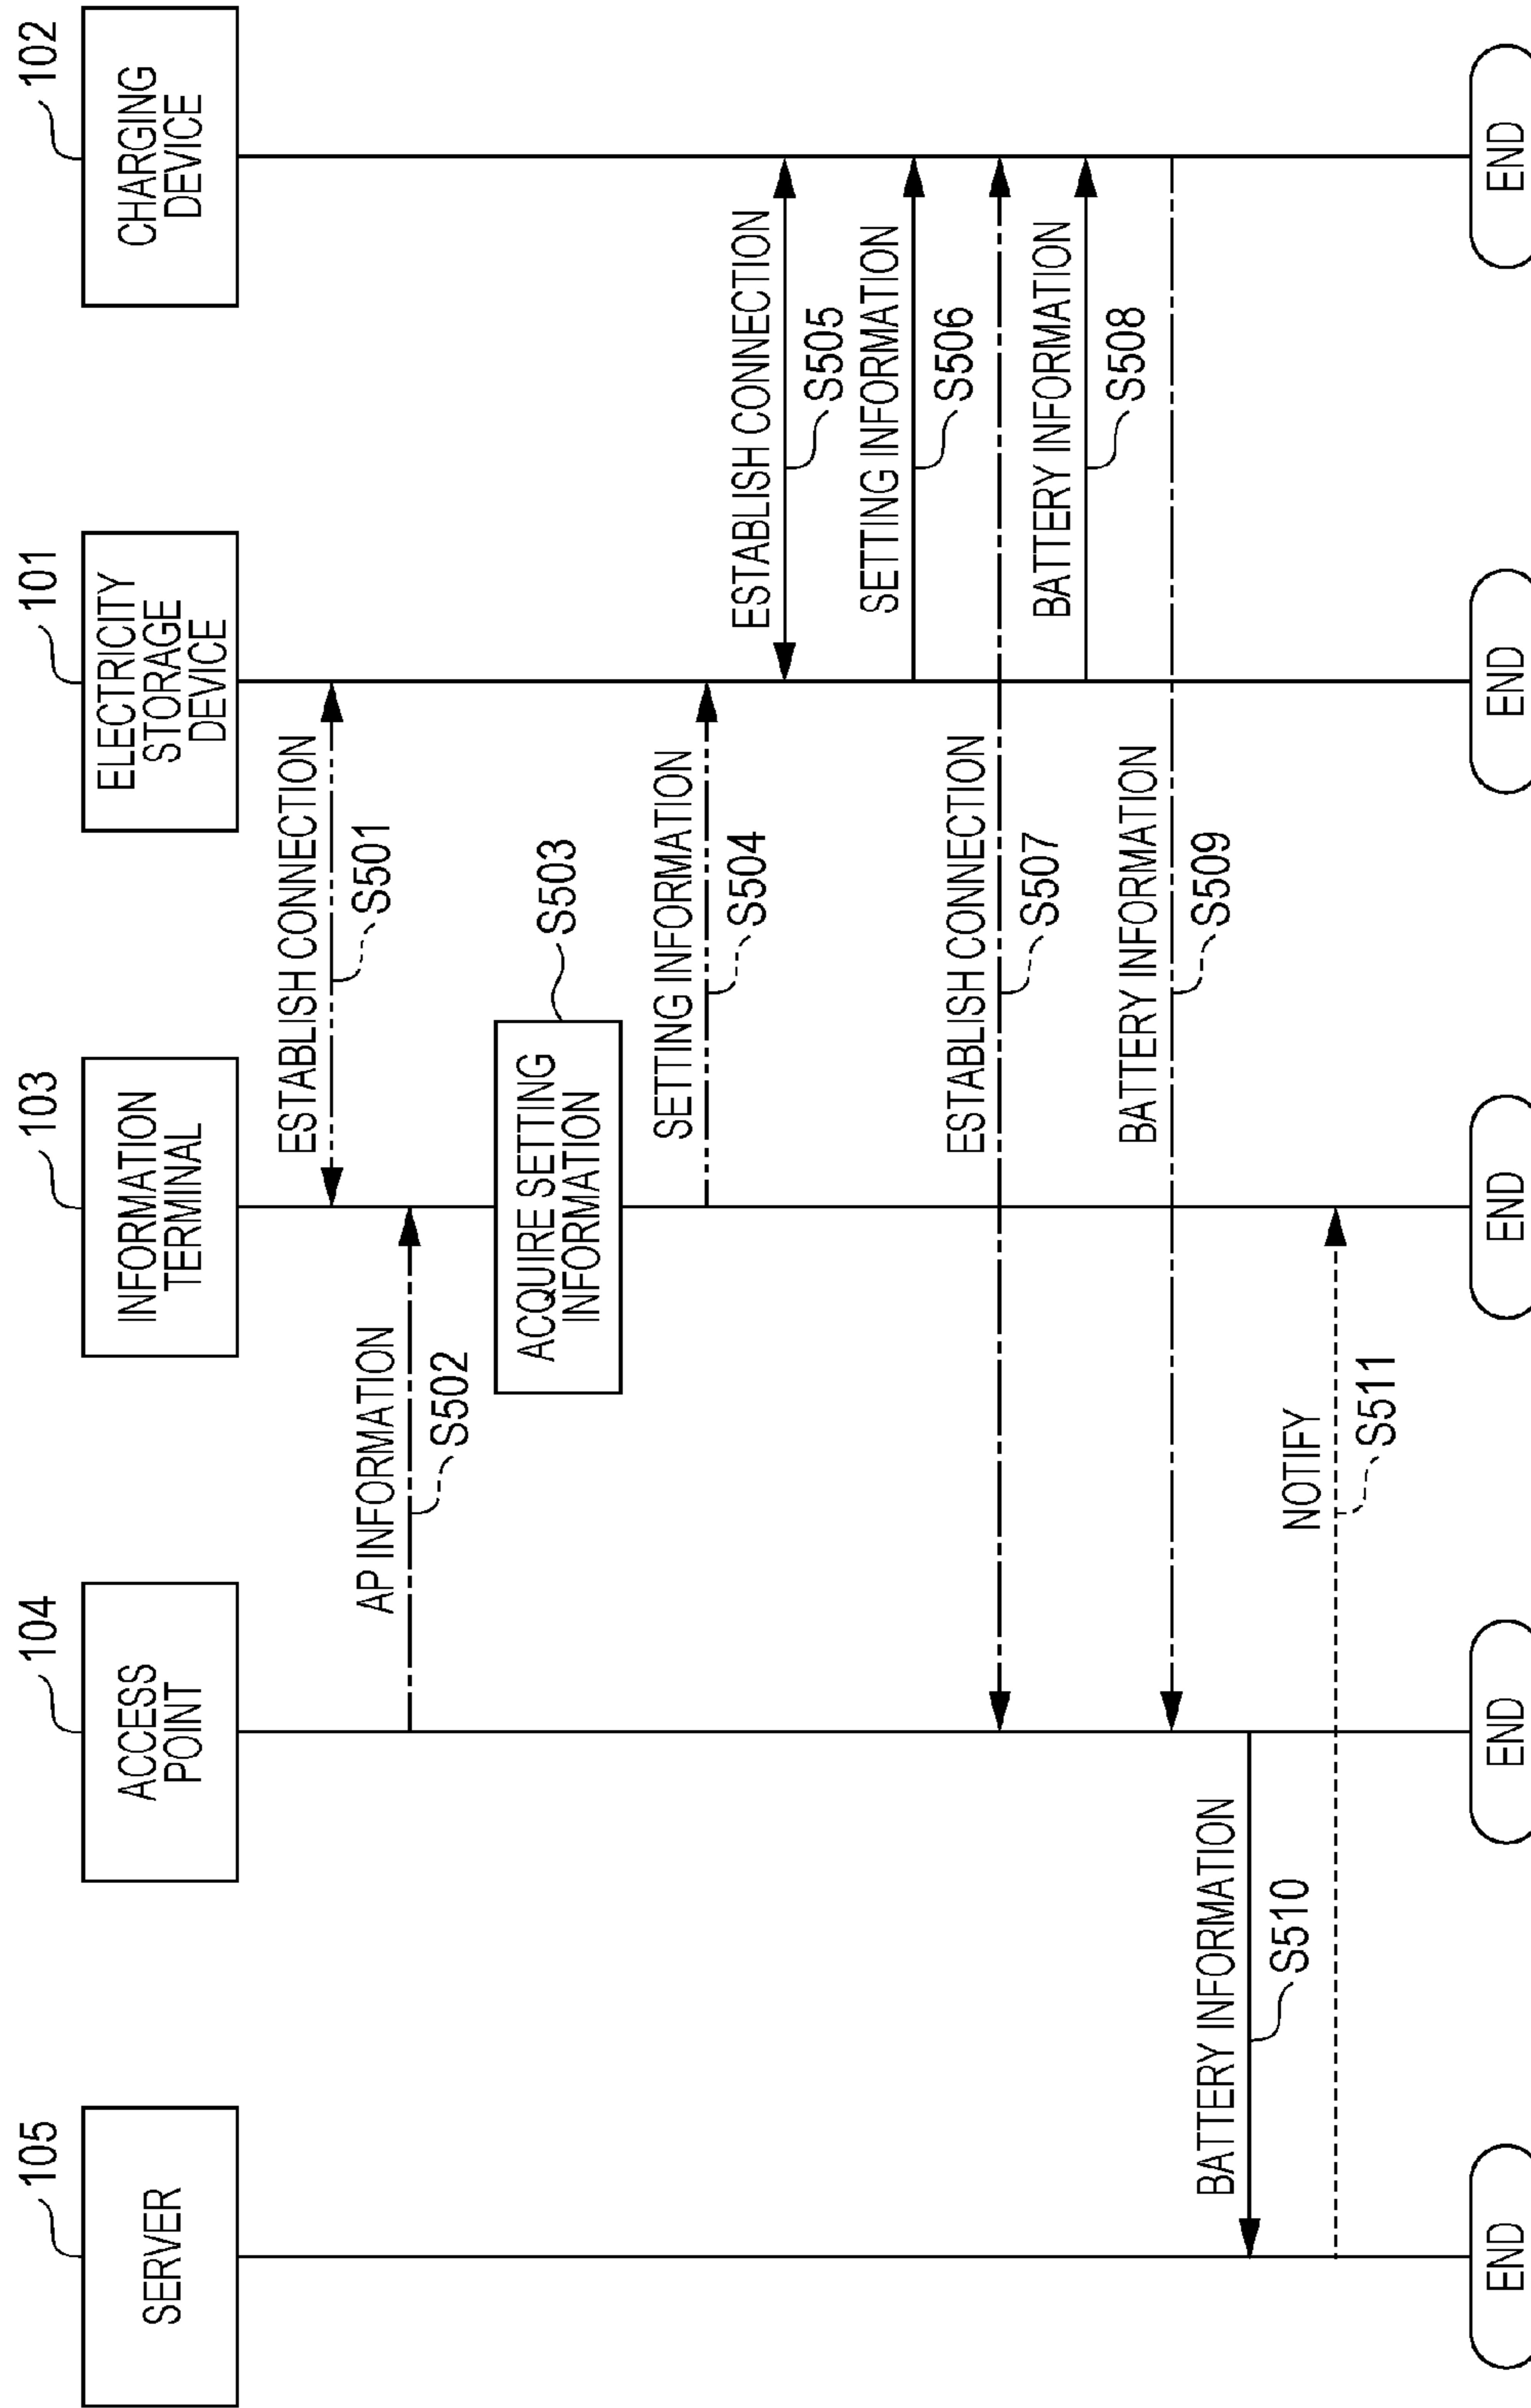 105
SERVER
104
ACCESS
POINT
103
INFORMATION
TERMINAL
101
ELECTRICITY
STORAGE
DEVICE
102
CHARGING
DEVICE
ESTABLISH CONNECTION
S501
AP INFORMATION
S502
ACQUIRE SETTING
INFORMATION
S503
SETTING INFORMATION
S504
ESTABLISH CONNECTION
S505
SETTING INFORMATION
S506
ESTABLISH CONNECTION
S507
BATTERY INFORMATION
S508
BATTERY INFORMATION
S509
BATTERY INFORMATION
S510
NOTIFY
S511
END
END
END
END
END